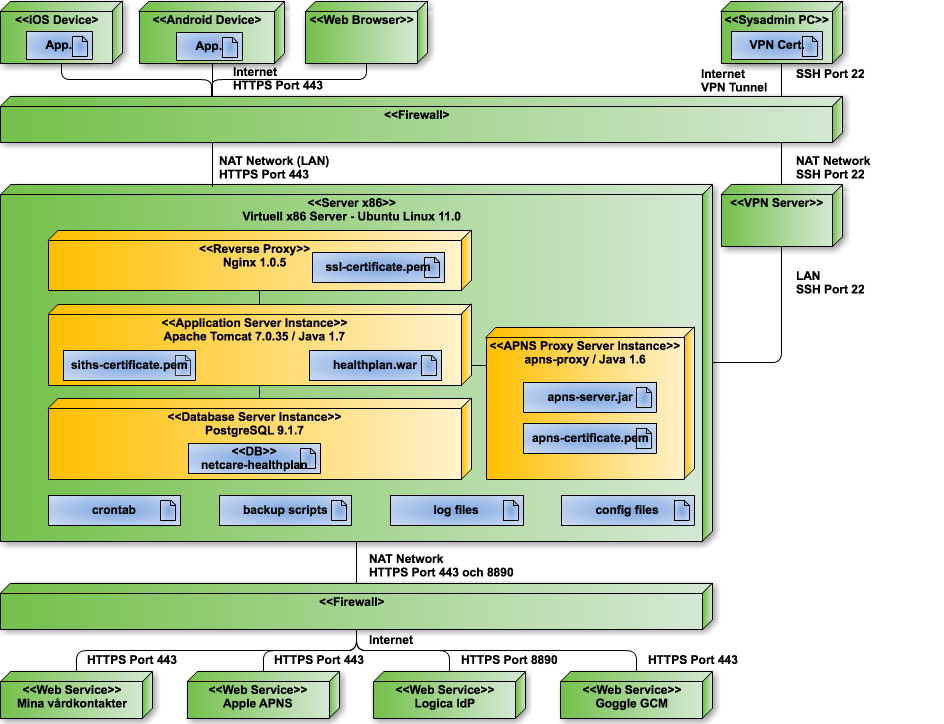 <<iOS Device>
App.
<<Android Device>
App.
<<Web Browser>>
<<Sysadmin PC>>
VPN Cert.
Internet
HTTPS Port 443
Internet
VPN Tunnel
SSH Port 22
<<Firewall>
NAT Network (LAN)
HTTPS Port 443
NAT Network
SSH Port 22
<<Server x86>>
Virtuell x86 Server - Ubuntu Linux 11.0
<<VPN Server>>
LAN
SSH Port 22
<<Reverse Proxy>>
Nginx 1.0.5
ssl-certificate.pem
<<Application Server Instance>>
Apache Tomcat 7.0.35 / Java 1.7
siths-certificate.pem
healthplan.war
<<APNS Proxy Server Instance>>
apns-proxy / Java 1.6
apns-server.jar
apns-certificate.pem
<<Database Server Instance>>
PostgreSQL 9.1.7
<<DB>>
netcare-healthplan
crontab
backup scripts
log files
config files
NAT Network
HTTPS Port 443 och 8890
<<Firewall>
Internet
HTTPS Port 443
HTTPS Port 443
HTTPS Port 8890
HTTPS Port 443
<<Web Service>>
Mina vårdkontakter
<<Web Service>>
Apple APNS
<<Web Service>>
Logica IdP
<<Web Service>>
Goggle GCM